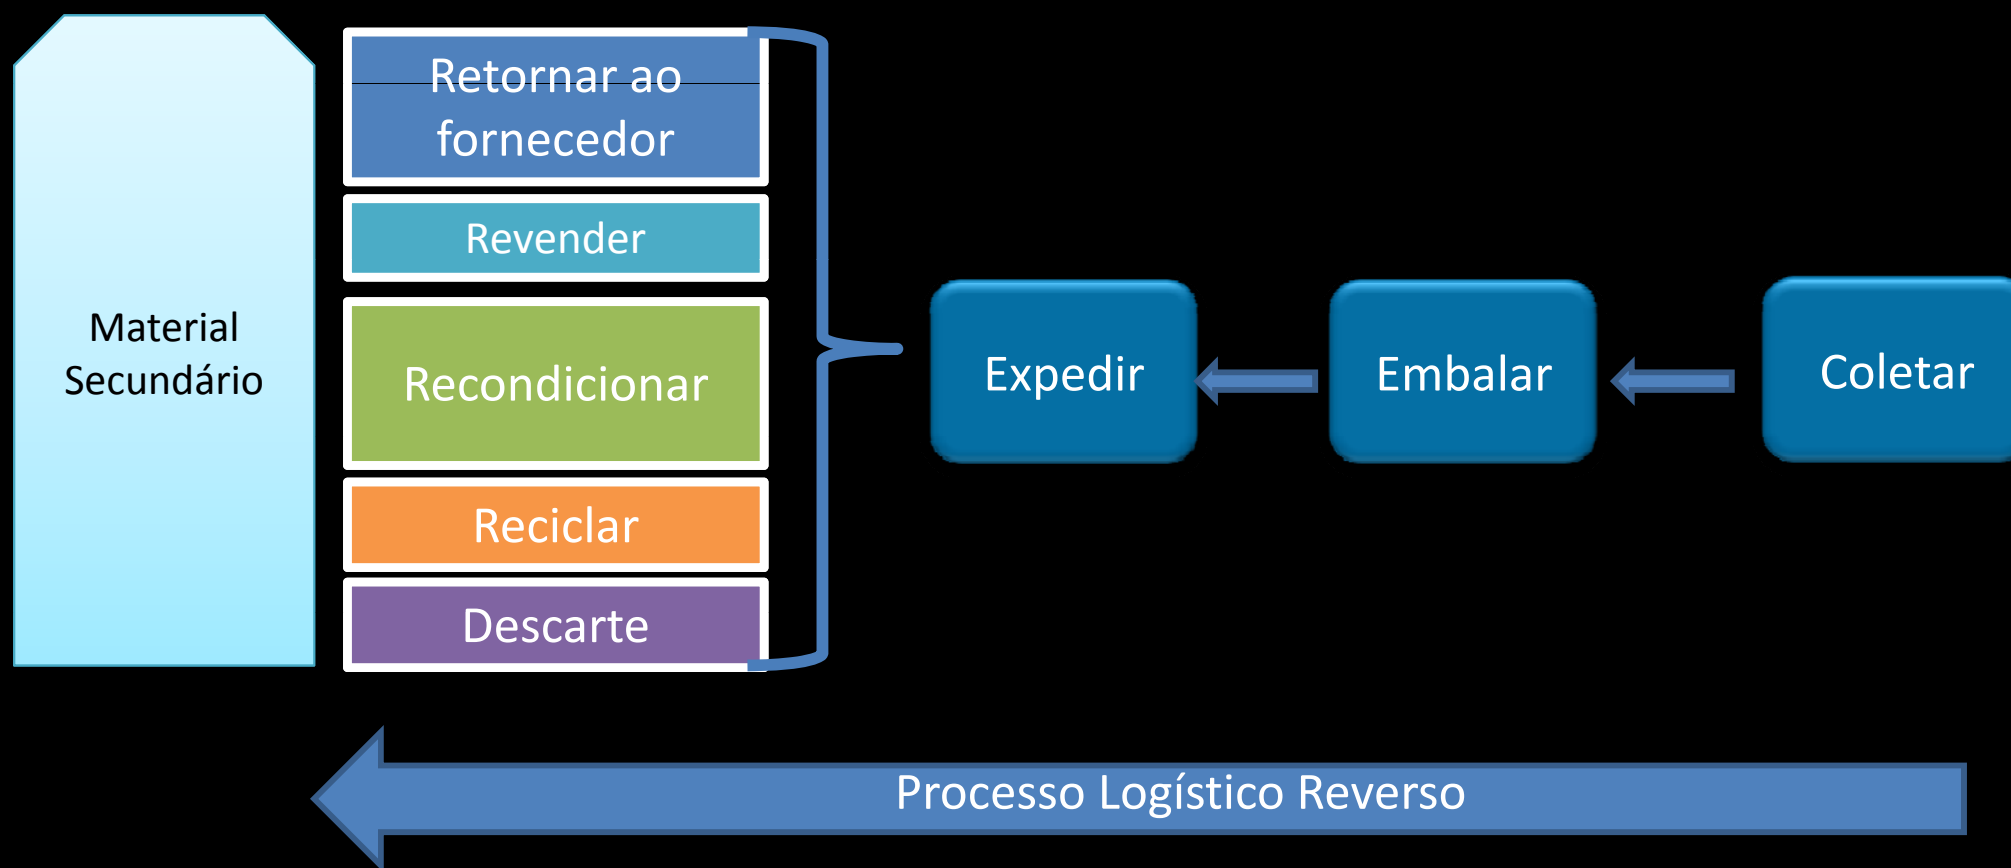 Material
Secundário
Retornar ao
fornecedor
Revender
Recondicionar
Reciclar
Descarte
Expedir
Embalar
Coletar
Processo Logístico Reverso